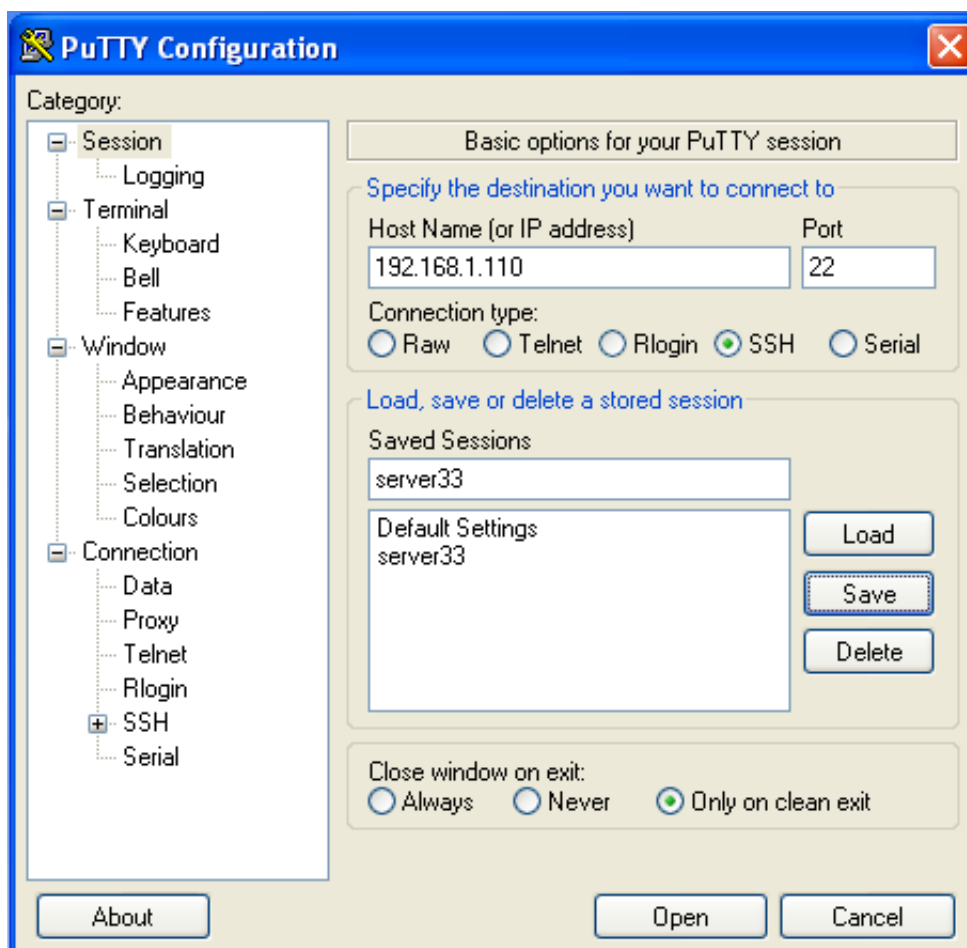 PuTTY Configuration
Category:
Session
Logging
Terminal
Keyboard
Bell
Features
Window
Appearance
Behaviour
Translation
Selection
Colours
Connection
Data
Proxy
Telnet
Rlogin
SSH
Serial
Basic options for your PuTTY session
Specify the destination you want to connect to
Host Name (or IP address) Port
192.168.1.110 22
Connection type:
Raw Telnet Rlogin SSH Serial
Load, save or delete a stored session
Saved Sessions
server33
Default Settings
server33
Load
Save
Delete
Close window on exit:
Always Never Only on clean exit
About Open Cancel